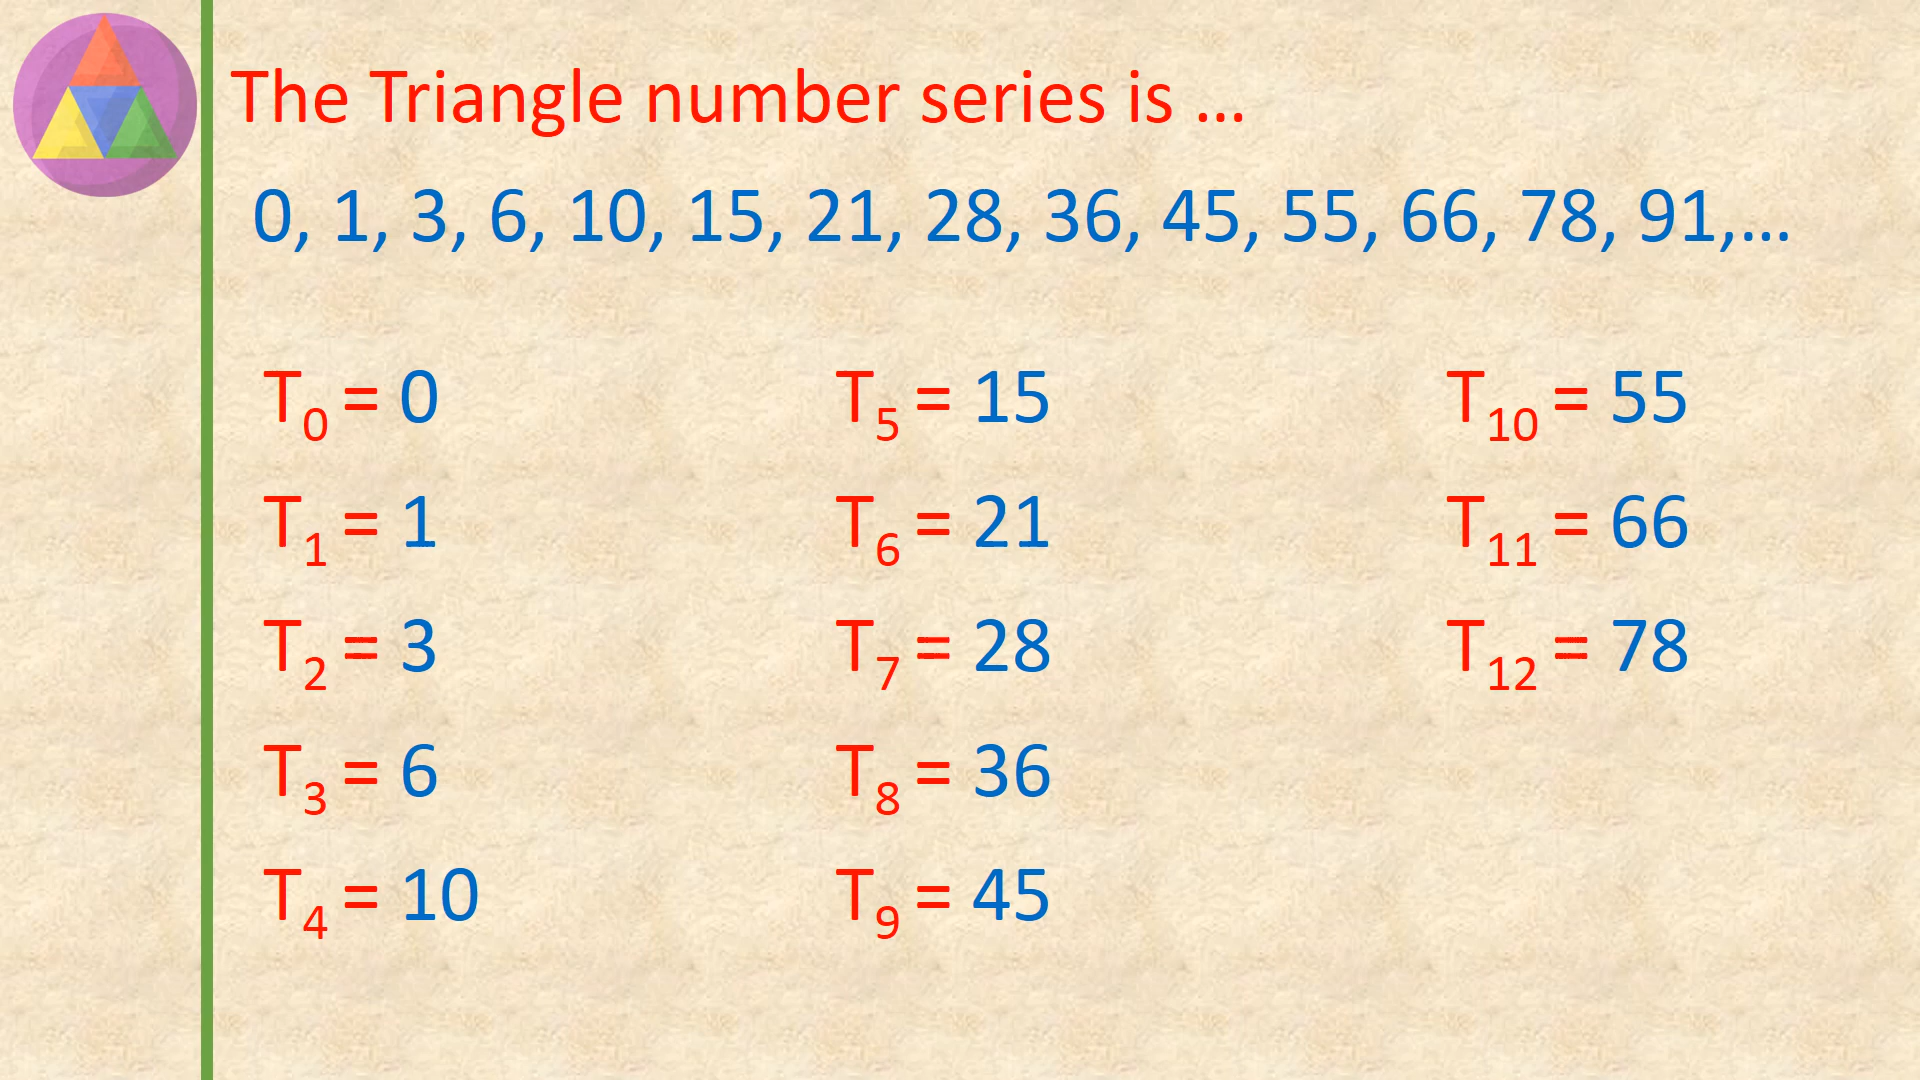 The Triangle number series is ...
0, 1, 3, 6, 10, 15, 21, 28, 36, 45, 55, 66, 78, 91,...
T₀ = 0
T₁ = 1
T₂ = 3
T₃ = 6
T₄ = 10
T₅ = 15
T₆ = 21
T₇ = 28
T₈ = 36
T₉ = 45
T₁₀ = 55
T₁₁ = 66
T₁₂ = 78